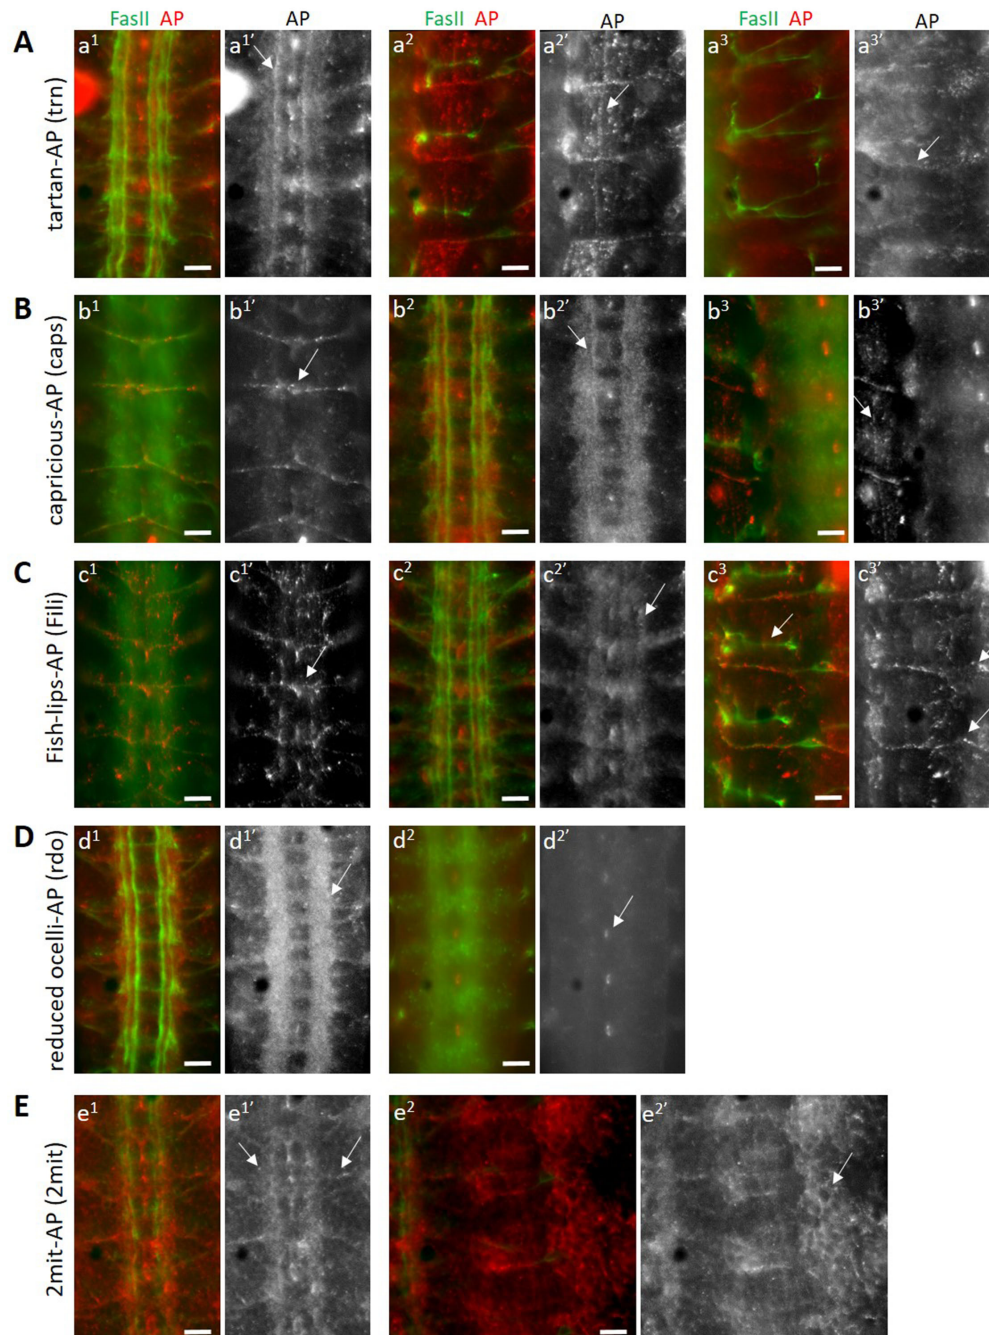 FasII AP AP FasII AP AP FasII AP AP
A tartan-AP (trn) a1 a1' a2 a2' a3 a3'
B capricious-AP (caps) b1 b1' b2 b2' b3 b3'
C Fish-lips-AP (Fili) c1 c1' c2 c2' c3 c3'
D reduced ocelli-AP (rdo) d1 d1' d2 d2'
E 2mit-AP (2mit) e1 e1' e2 e2'